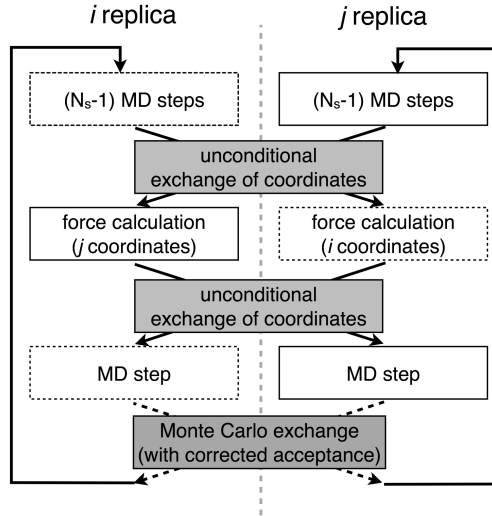 i replica
j replica
(Ns-1) MD steps
(Ns-1) MD steps
unconditional
exchange of coordinates
force calculation
(j coordinates)
force calculation
(i coordinates)
unconditional
exchange of coordinates
MD step
MD step
Monte Carlo exchange
(with corrected acceptance)